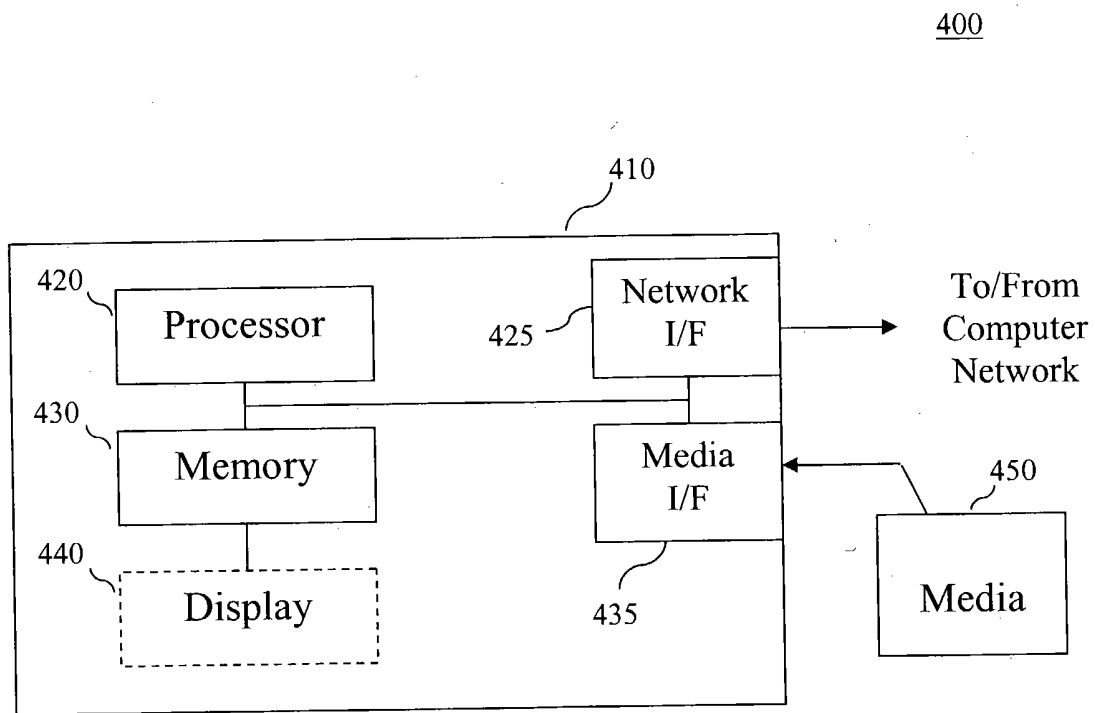 400
410
420
Processor
Network
I/F
425
To/From
Computer
Network
430
Memory
Media
I/F
450
Media
440
Display
435